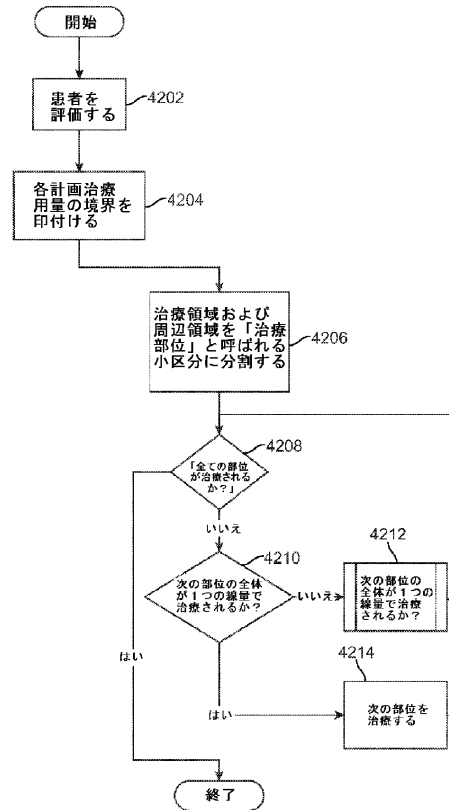 開始
患者を
評価する
4202
各計画治療
用量の境界を
印付ける
4204
治療領域および
周辺領域を「治療
部位」と呼ばれる
小区分に分割する
4206
「全ての部位
が治療される
か？」
4208
いいえ
次の部位の全体
が１つの線量で
治療されるか？
4210
いいえ
4212
次の部位の
全体が１つの
線量で治療
されるか？
はい
はい
4214
次の部位を
治療する
終了